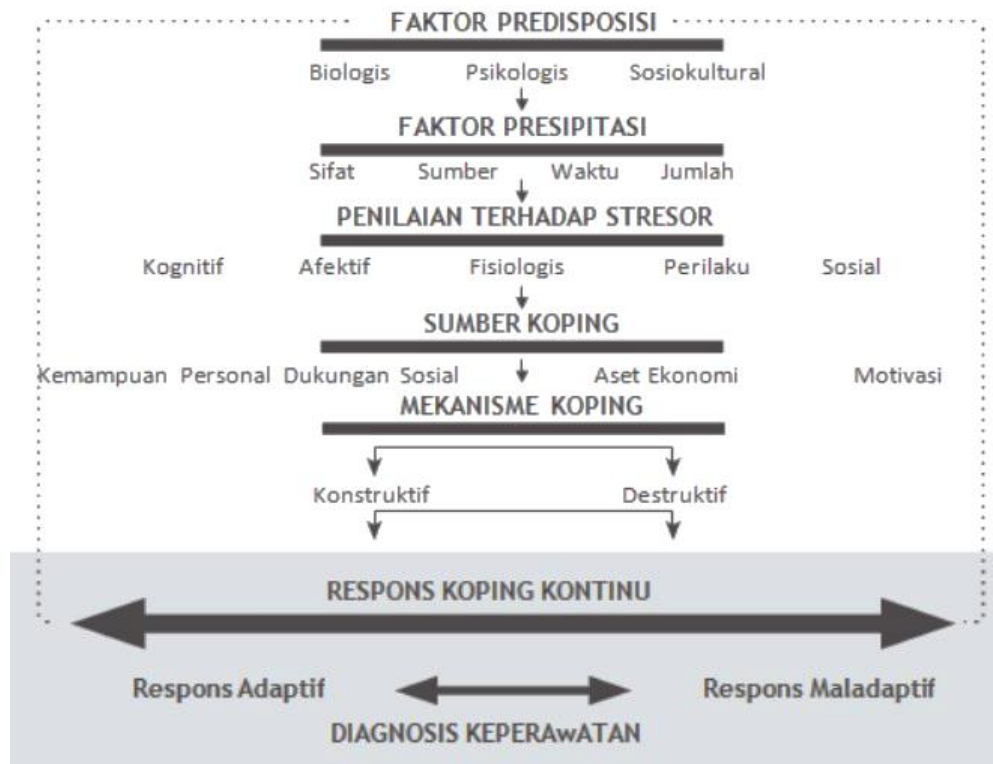 FAKTOR PREDISPOSISI
Biologis Psikologis Sosiokultural
FAKTOR PRESIPITASI
Sifat Sumber Waktu Jumlah
PENILAIAN TERHADAP STRESOR
Kognitif Afektif Fisiologis Perilaku Sosial
SUMBER KOPING
Kemampuan Personal Dukungan Sosial Aset Ekonomi Motivasi
MEKANISME KOPING
Konstruktif Destruktif
RESPONS KOPING KONTINU
Respons Adaptif Respons Maladaptif
DIAGNOSIS KEPERAwATAN